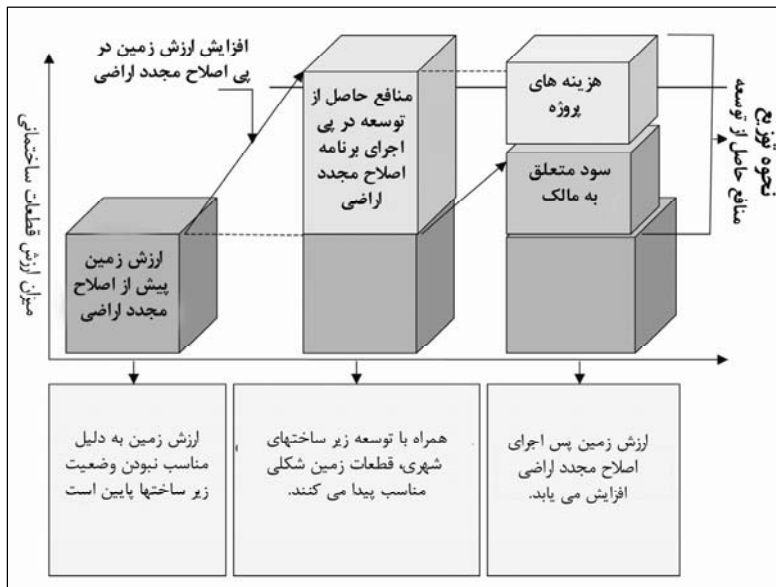 افزایش ارزش زمین در
پی اصلاح مجدد اراضی
منافع حاصل از
توسعه در پی
اجرای برنامه
اصلاح مجدد
اراضی
هزینه های
پروژه
سود متعلق
به مالک
نحوه توزیع
منافع حاصل از توسعه
میزان ارزش قطعات ساختمانی
ارزش زمین
پیش از اصلاح
مجدد اراضی
ارزش زمین پس اجرای
اصلاح مجدد اراضی
افزایش می یابد.
همراه با توسعه زیر ساختهای
شهری، قطعات زمین شکلی
مناسب پیدا می کنند.
ارزش زمین به دلیل
مناسب نبودن وضعیت
زیر ساختها پایین است